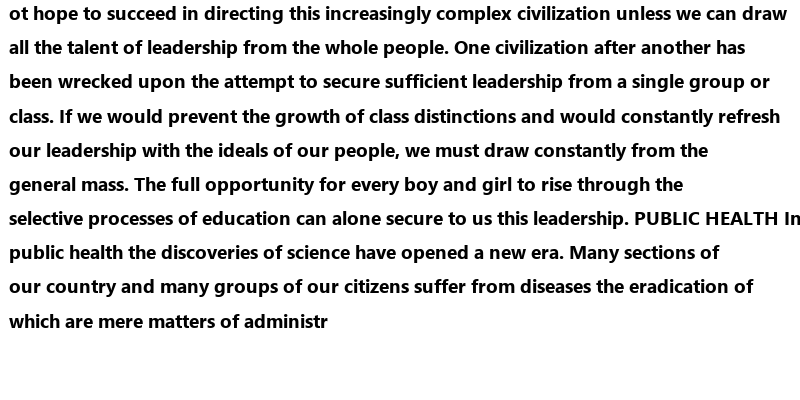 ot hope to succeed in directing this increasingly complex civilization unless we can draw
all the talent of leadership from the whole people. One civilization after another has
been wrecked upon the attempt to secure sufficient leadership from a single group or
class. If we would prevent the growth of class distinctions and would constantly refresh
our leadership with the ideals of our people, we must draw constantly from the
general mass. The full opportunity for every boy and girl to rise through the
selective processes of education can alone secure to us this leadership. PUBLIC HEALTH In
public health the discoveries of science have opened a new era. Many sections of
our country and many groups of our citizens suffer from diseases the eradication of
which are mere matters of administr